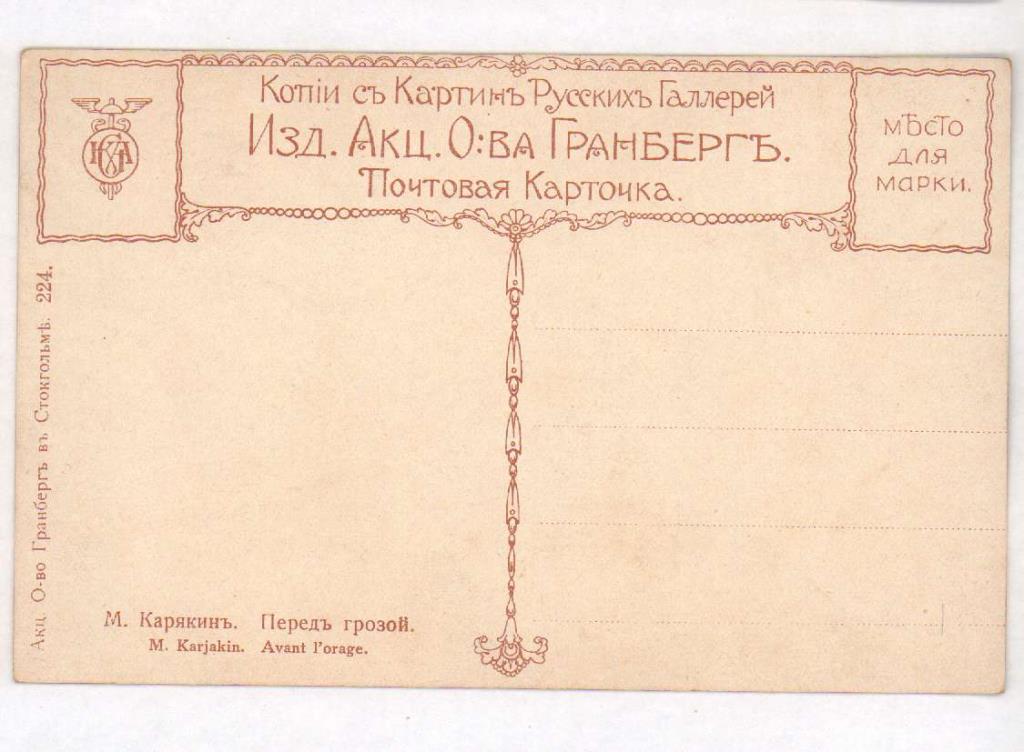 Копіи съ Картинъ Русскихъ Галлерей
Изд. Акц. О:ва Гранбергъ.
Почтовая Карточка.
мѣсто
для
марки.
Акц. О-во Гранбергъ въ Стокгольмѣ. 224.
М. Карякинъ. Передъ грозой.
M. Karjakin. Avant l'orage.